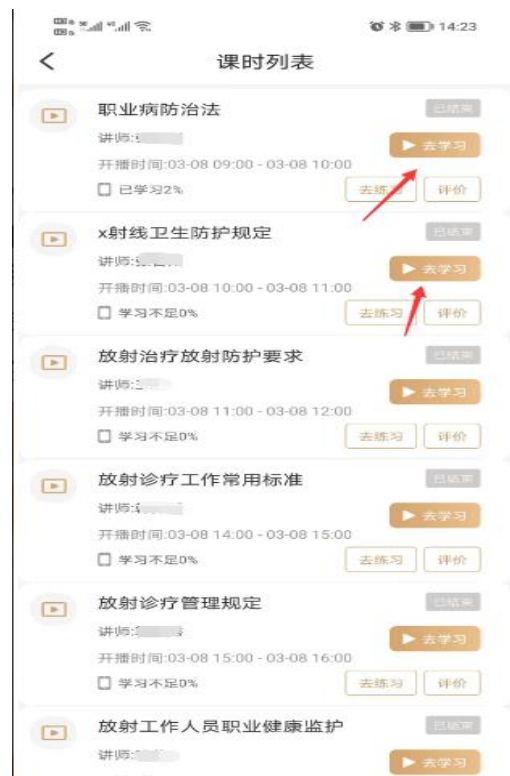 14:23
课时列表
职业病防治法
已结束
讲师:
去学习
开播时间:03-08 09:00 - 03-08 10:00
已学习2%
去练习
评价
x射线卫生防护规定
已结束
讲师:
去学习
开播时间:03-08 10:00 - 03-08 11:00
学习不足0%
去练习
评价
放射治疗放射防护要求
已结束
讲师:
去学习
开播时间:03-08 11:00 - 03-08 12:00
学习不足0%
去练习
评价
放射诊疗工作常用标准
已结束
讲师:
去学习
开播时间:03-08 14:00 - 03-08 15:00
学习不足0%
去练习
评价
放射诊疗管理规定
已结束
讲师:
去学习
开播时间:03-08 15:00 - 03-08 16:00
学习不足0%
去练习
评价
放射工作人员职业健康监护
已结束
讲师:
去学习